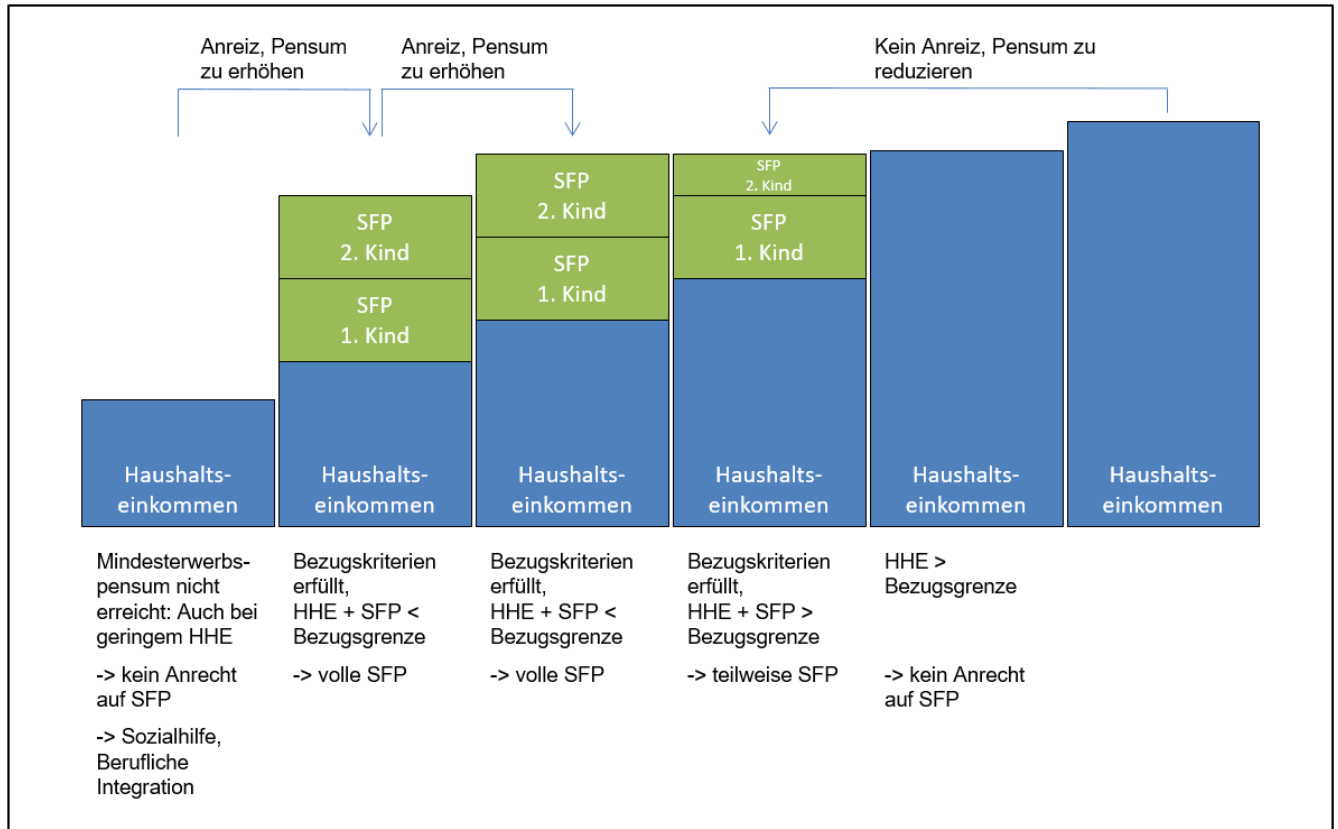 Anreiz, Pensum
zu erhöhen
Anreiz, Pensum
zu erhöhen
Kein Anreiz, Pensum zu
reduzieren
SFP
2. Kind
SFP
1. Kind
SFP
2. Kind
SFP
1. Kind
SFP
2. Kind
SFP
1. Kind
Haushalts-
einkommen
Haushalts-
einkommen
Haushalts-
einkommen
Haushalts-
einkommen
Haushalts-
einkommen
Haushalts-
einkommen
Mindesterwerbs-
pensum nicht
erreicht: Auch bei
geringem HHE
-> kein Anrecht
auf SFP
-> Sozialhilfe,
Berufliche
Integration
Bezugskriterien
erfüllt,
HHE + SFP <
Bezugsgrenze
-> volle SFP
Bezugskriterien
erfüllt,
HHE + SFP <
Bezugsgrenze
-> volle SFP
Bezugskriterien
erfüllt,
HHE + SFP >
Bezugsgrenze
-> teilweise SFP
HHE >
Bezugsgrenze
-> kein Anrecht
auf SFP